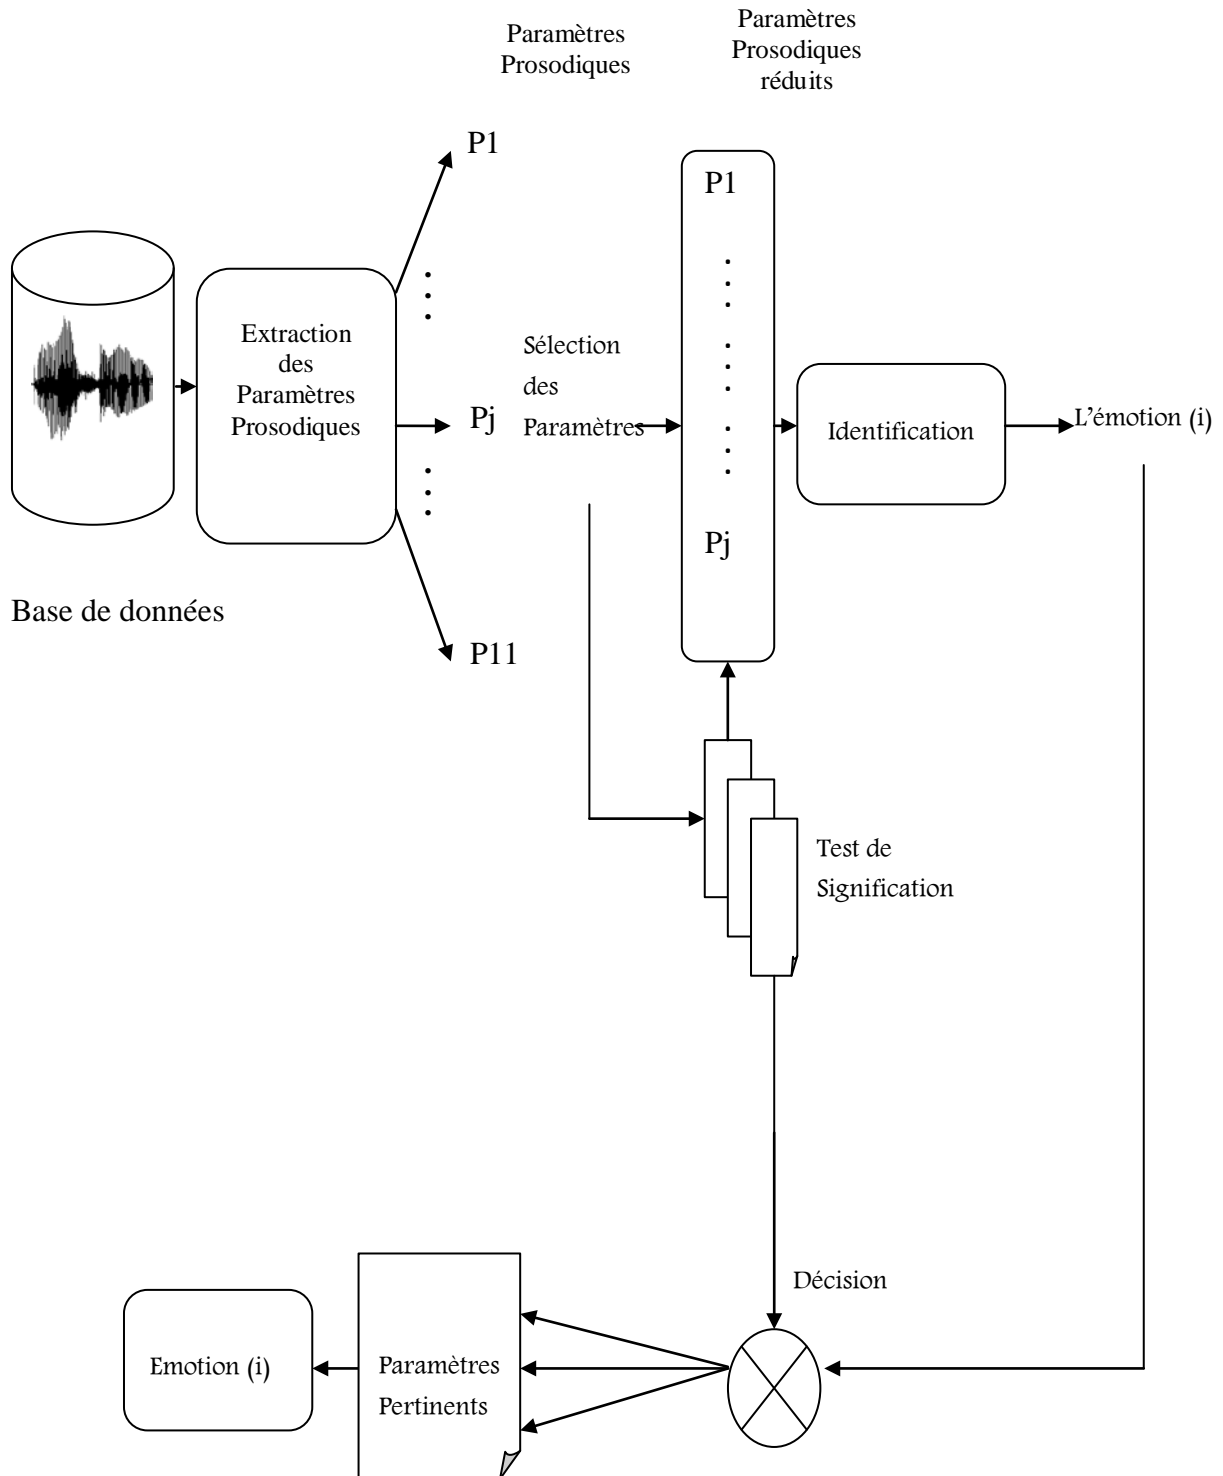 Paramètres
Prosodiques
Paramètres
Prosodiques
réduits
P1
P1
Extraction
des
Paramètres
Prosodiques
Sélection
des
Paramètres
Pj
Identification
L'émotion (i)
Pj
Base de données
P11
Test de
Signification
Décision
Emotion (i)
Paramètres
Pertinents